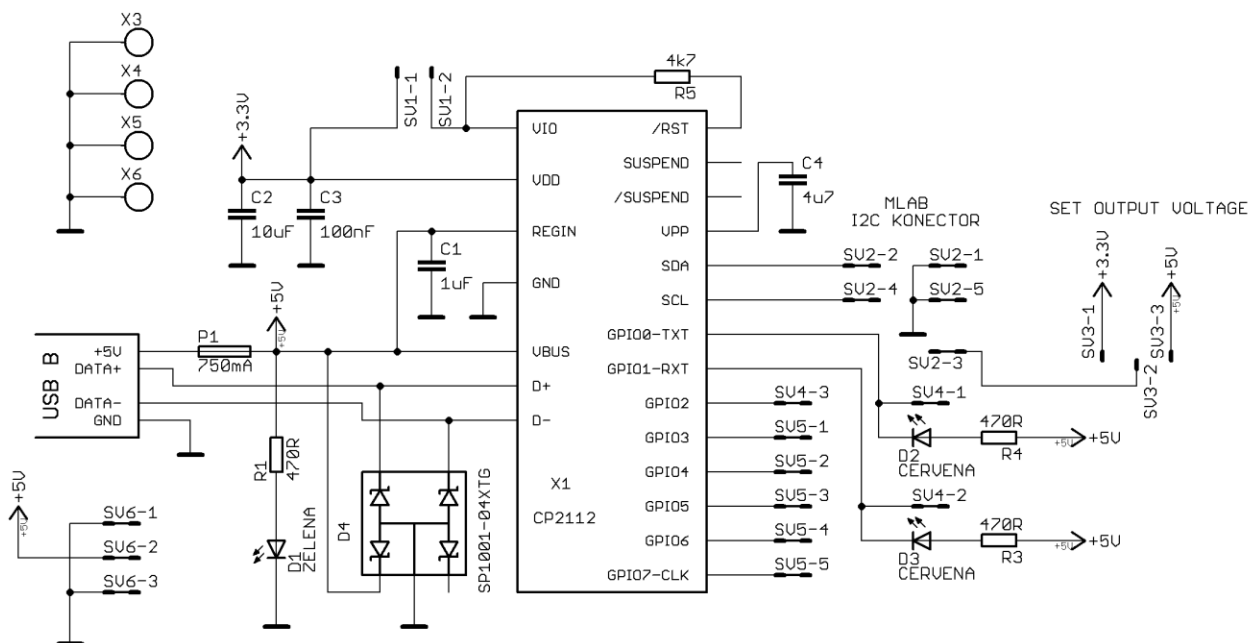 X3
X4
X5
X6
+3.3V
C2
10uF
C3
100nF
SV1-1
SV1-2
4k7
R5
VIO
VDD
REGIN
GND
VBUS
D+
D-
X1
CP2112
/RST
SUSPEND
/SUSPEND
VPP
SDA
SCL
GPIO0-TXT
GPIO1-RXT
GPIO2
GPIO3
GPIO4
GPIO5
GPIO6
GPIO7-CLK
C1
1uF
C4
4u7
MLAB
I2C KONECTOR
SV2-2
SV2-4
SV2-1
SV2-5
SV2-3
SET OUTPUT VOLTAGE
+3.3V
+5V
+5V
SV3-1
SV3-3
SV3-2
USB B
+5V
DATA+
DATA-
GND
P1
750mA
+5V
+5V
R1
470R
D1
ZELENA
D4
SP1001-04XTG
SV4-3
SV5-1
SV5-2
SV5-3
SV5-4
SV5-5
SV4-1
D2
CERVENA
470R
R4
+5V
+5V
SV4-2
D3
CERVENA
470R
R3
+5V
+5V
+5V
+5V
SV6-1
SV6-2
SV6-3